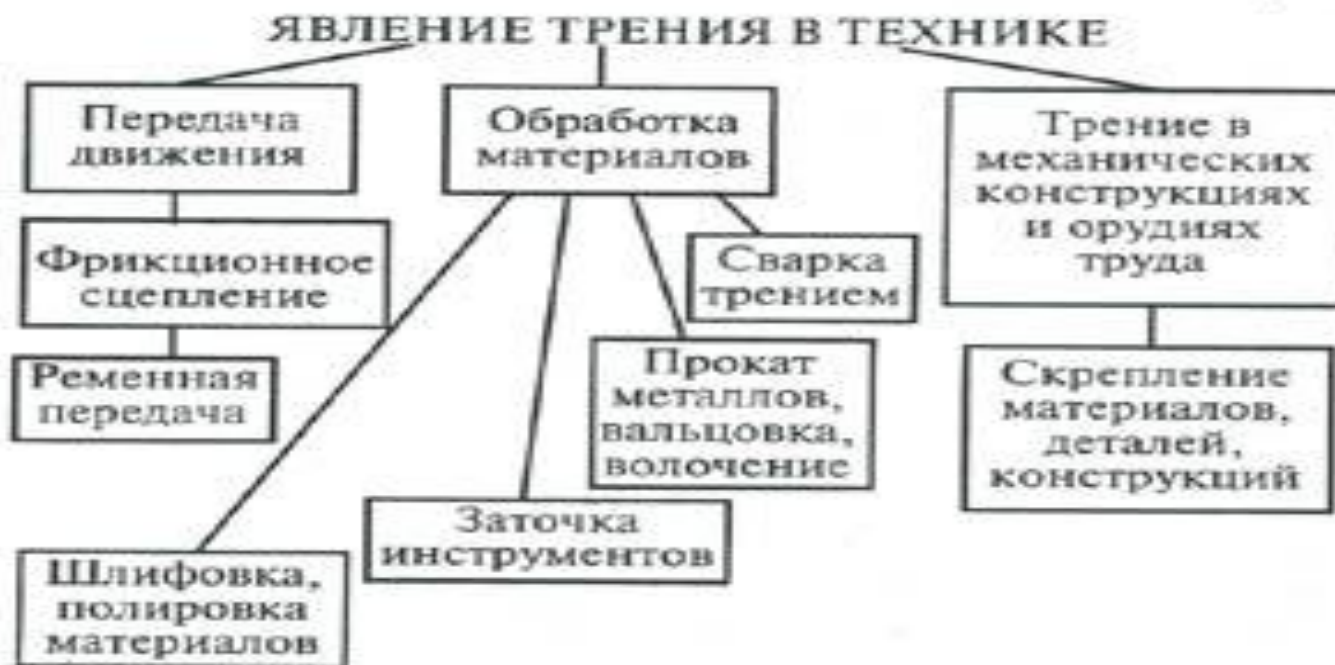 ЯВЛЕНИЕ ТРЕНИЯ В ТЕХНИКЕ
Передача
движения
Фрикционное
сцепление
Ременная
передача
Обработка
материалов
Шлифовка,
полировка
материалов
Заточка
инструментов
Прокат
металлов,
вальцовка,
волочение
Сварка
трением
Трение в
механических
конструкциях
и орудиях
труда
Скрепление
материалов,
деталей,
конструкций